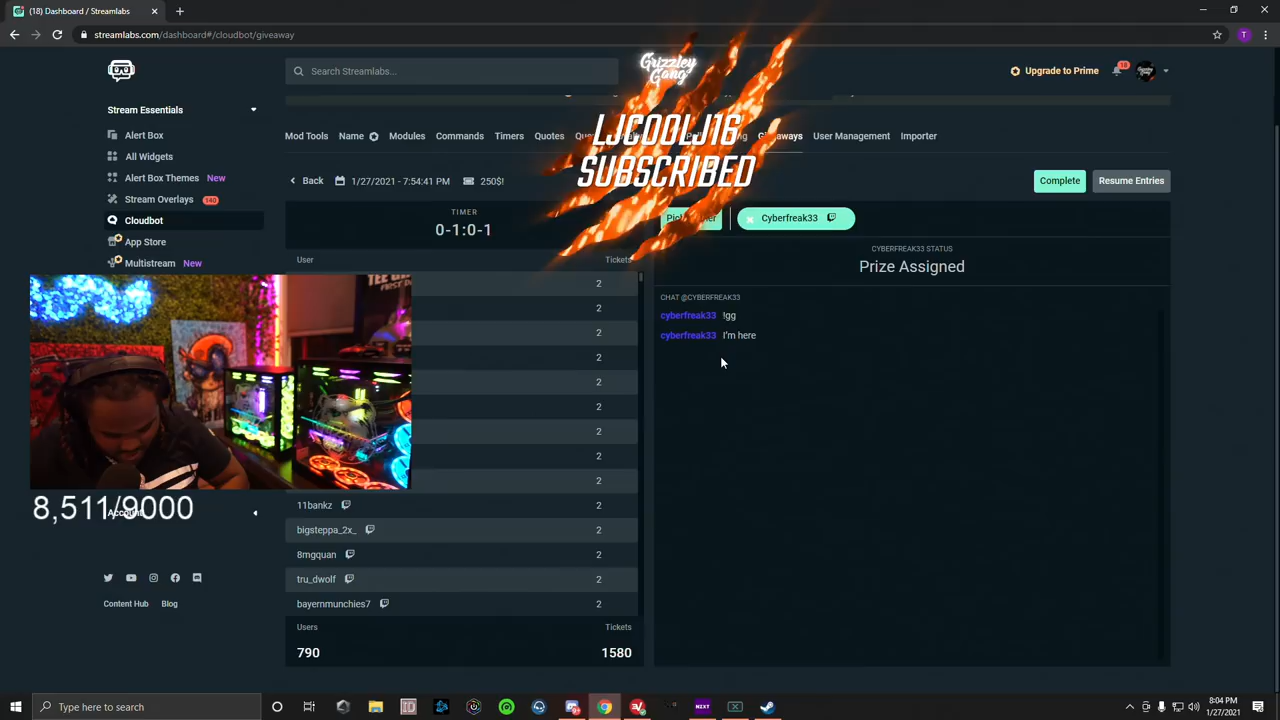 (18) Dashboard / Streamlabs
streamlabs.com/dashboard#/cloudbot/giveaway
Search Streamlabs...
Grizzley
Gang
Upgrade to Prime
18
Stream Essentials
Alert Box
All Widgets
Alert Box Themes New
Stream Overlays 140
Cloudbot
App Store
Multistream New
Mod Tools Name Modules Commands Timers Quotes Giveaways User Management Importer
LJCOOLJ16
SUBSCRIBED
Back 1/27/2021 - 7:54:41 PM 250$!
Complete
Resume Entries
TIMER
0-1:0-1
Cyberfreak33
CYBERFREAK33 STATUS
Prize Assigned
User Tickets
2
2
2
2
2
2
2
2
2
11bankz 2
bigsteppa_2x_ 2
8mgquan 2
tru_dwolf 2
bayernmunchies7 2
Users Tickets
790 1580
CHAT @CYBERFREAK33
cyberfreak33 !gg
cyberfreak33 I'm here
8,511/9000
Account
Content Hub Blog
Type here to search
NZXT
8:04 PM
1/27/2021